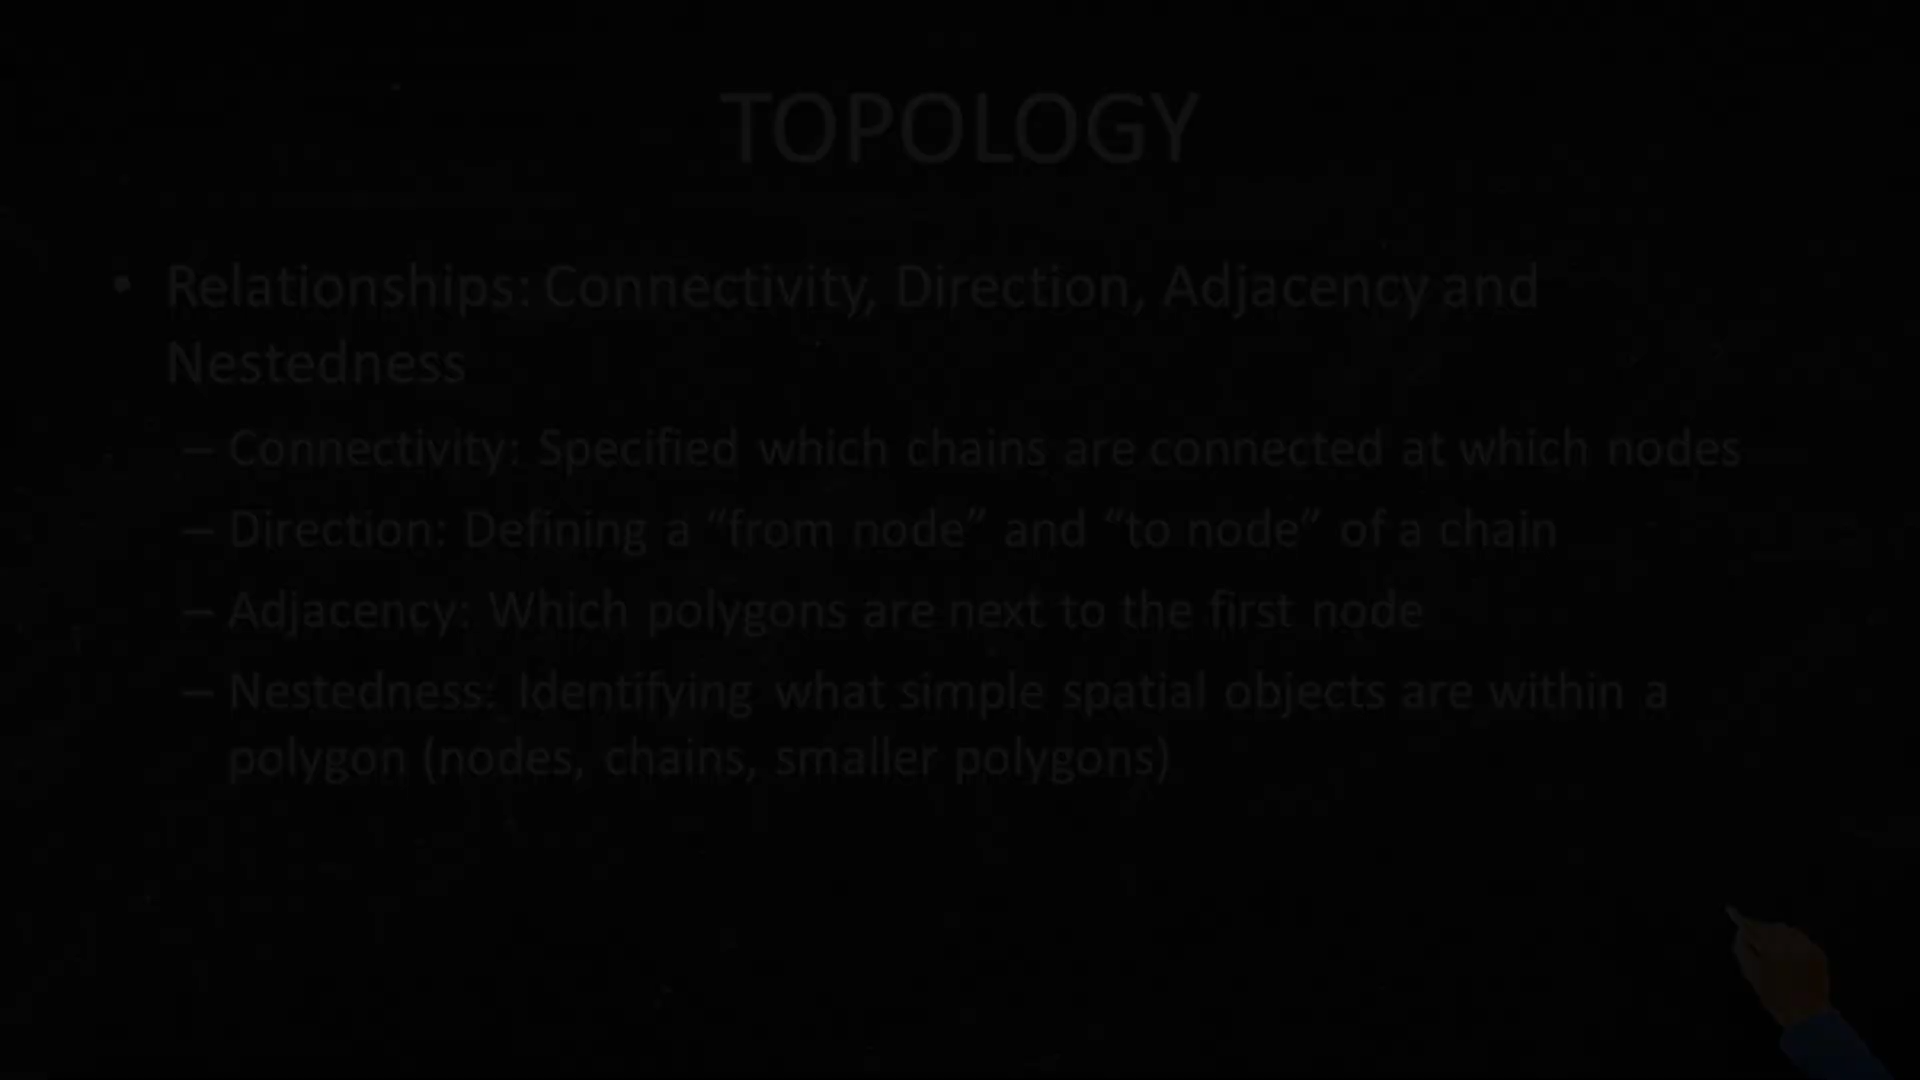 TOPOLOGY
• Relationships: Connectivity, Direction, Adjacency and
Nestedness
– Connectivity: Specified which chains are connected at which nodes
– Direction: Defining a “from node” and “to node” of a chain
– Adjacency: Which polygons are next to the first node
– Nestedness: Identifying what simple spatial objects are within a
polygon (nodes, chains, smaller polygons)